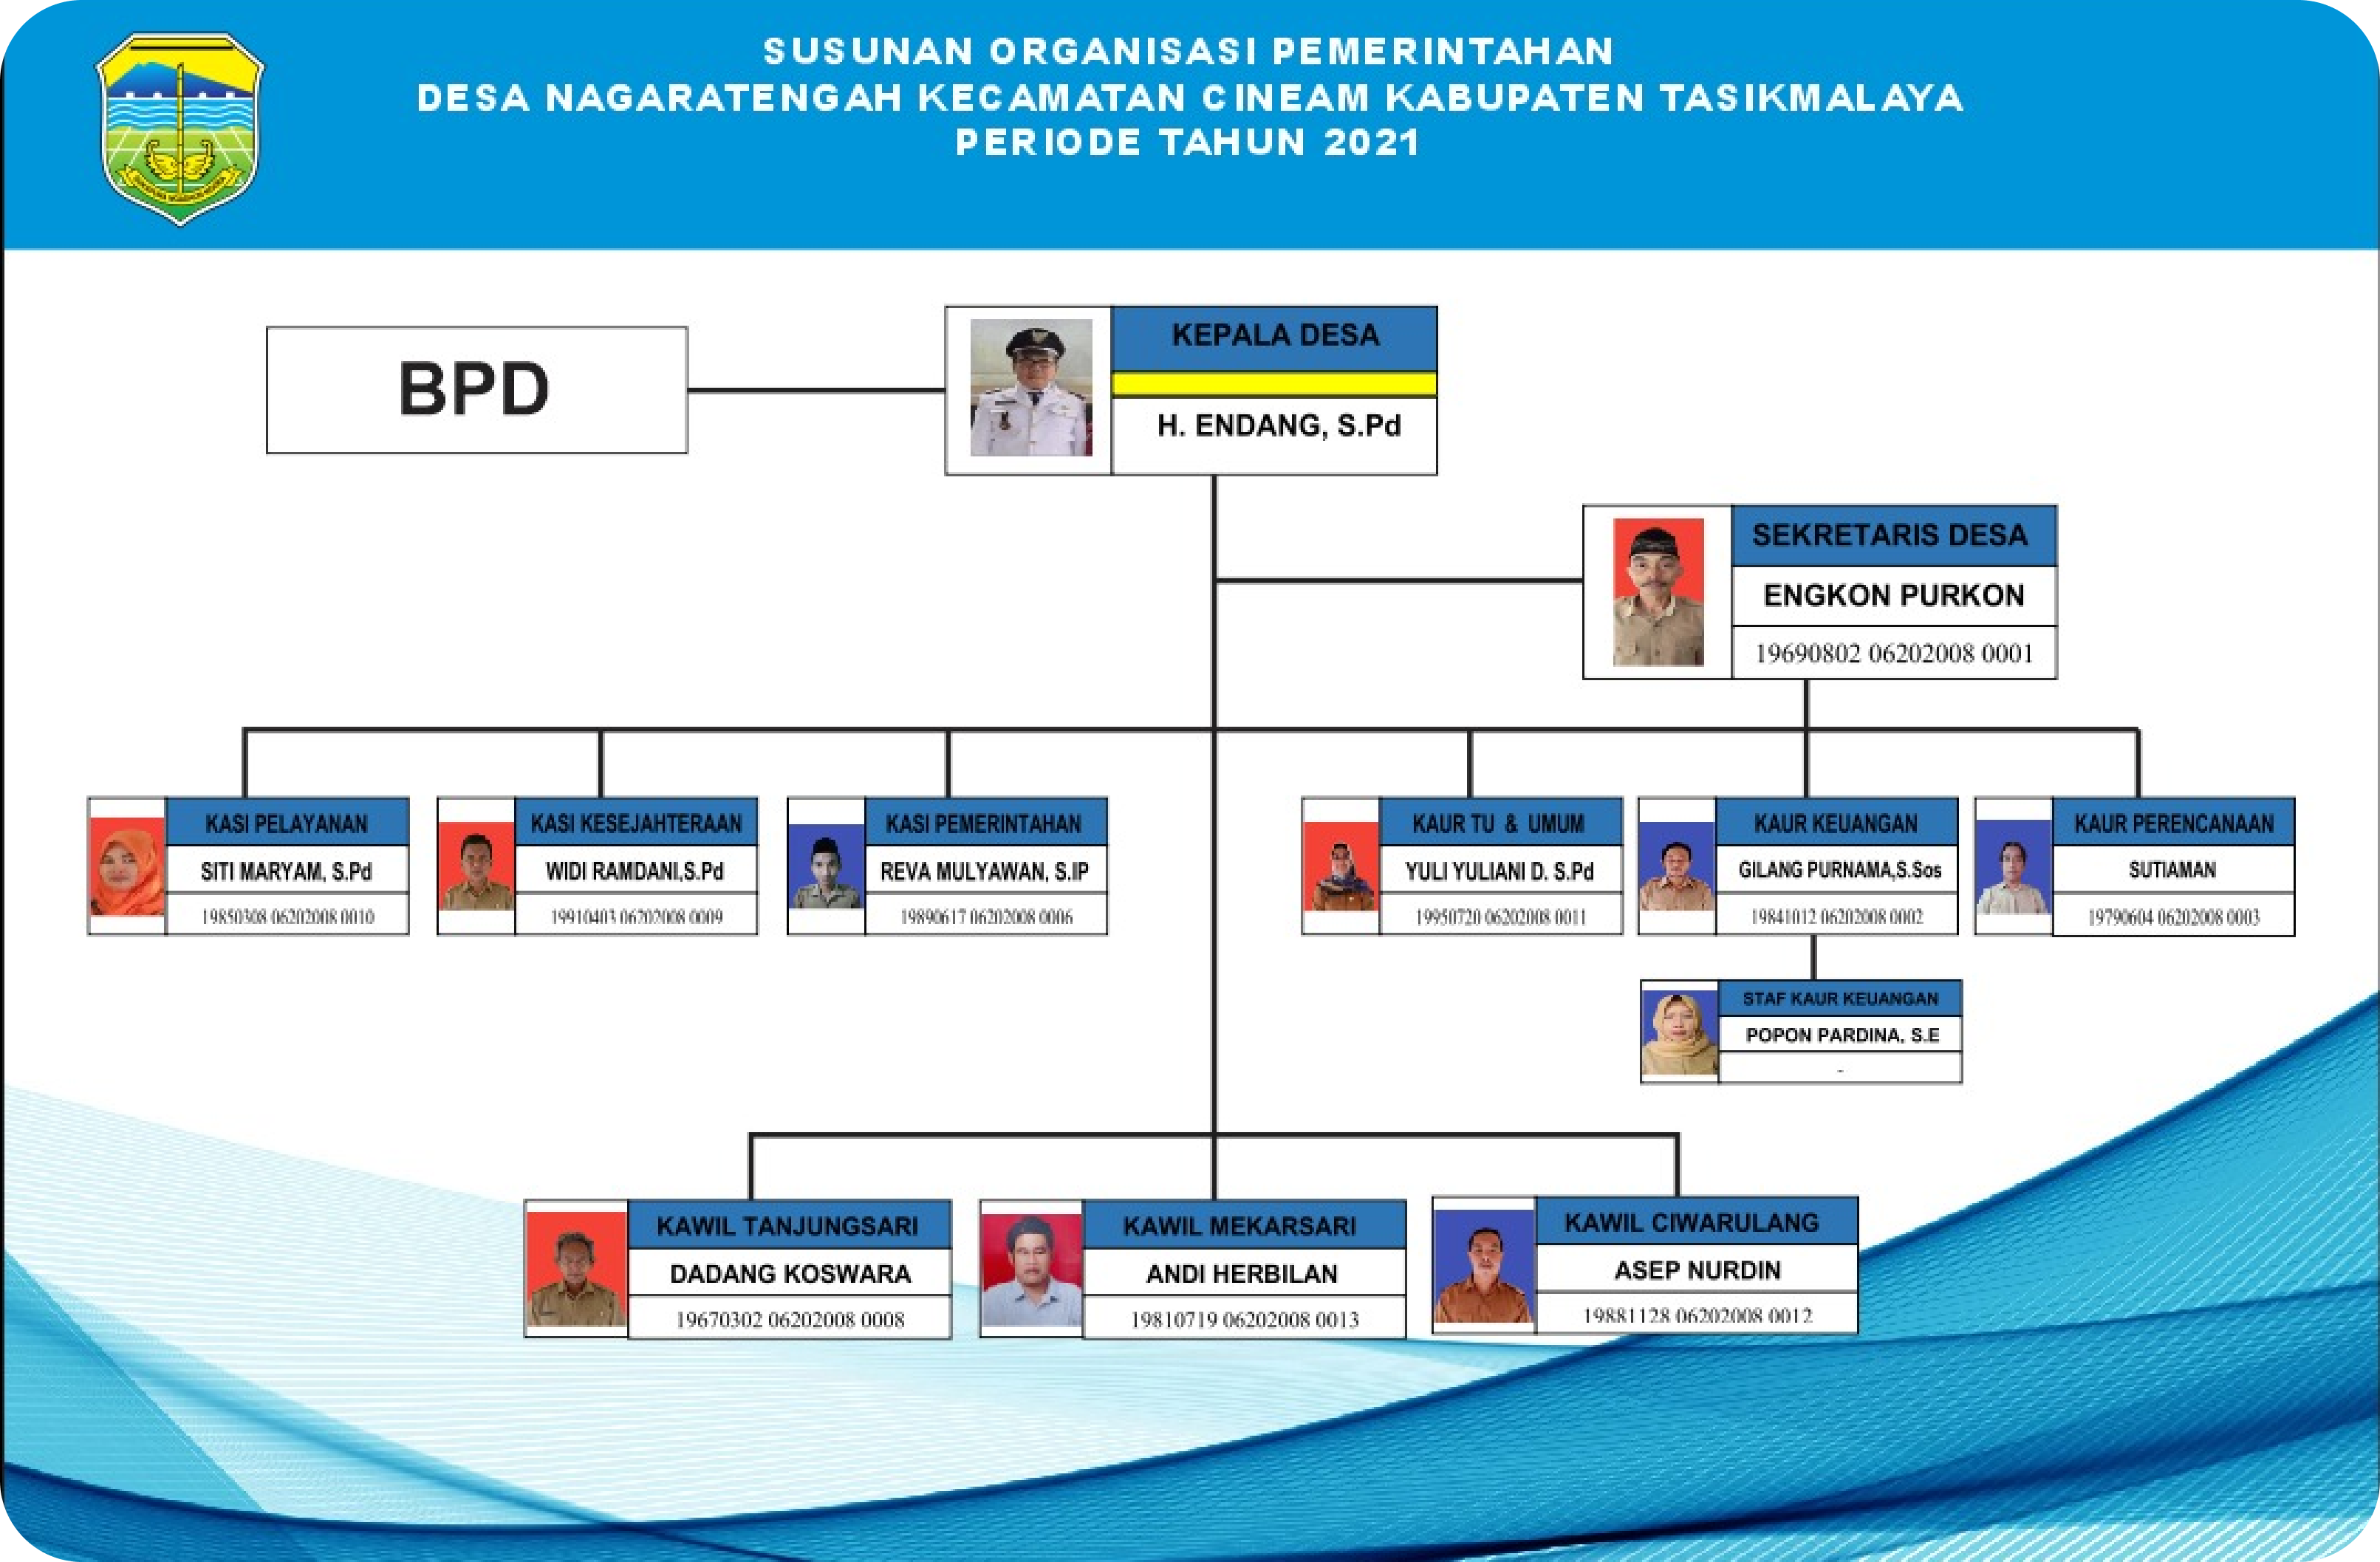 SUSUNAN ORGANISASI PEMERINTAHAN
DESA NAGARATENGAH KECAMATAN CINEAM KABUPATEN TASIKMALAYA
PERIODE TAHUN 2021
BPD
KEPALA DESA
H. ENDANG, S.Pd
SEKRETARIS DESA
ENGKON PURKON
19690802 06202008 0001
KASI PELAYANAN
SITI MARYAM, S.Pd
19850308 06202008 0010
KASI KESEJAHTERAAN
WIDI RAMDANI,S.Pd
19910403 06202008 0009
KASI PEMERINTAHAN
REVA MULYAWAN, S.IP
19890617 06202008 0006
KAUR TU & UMUM
YULI YULIANI D. S.Pd
19950720 06202008 0011
KAUR KEUANGAN
GILANG PURNAMA,S.Sos
19841012 06202008 0002
KAUR PERENCANAAN
SUTIAMAN
19790604 06202008 0003
STAF KAUR KEUANGAN
POPON PARDINA, S.E
-
KAWIL TANJUNGSARI
DADANG KOSWARA
19670302 06202008 0008
KAWIL MEKARSARI
ANDI HERBILAN
19810719 06202008 0013
KAWIL CIWARULANG
ASEP NURDIN
19881128 06202008 0012